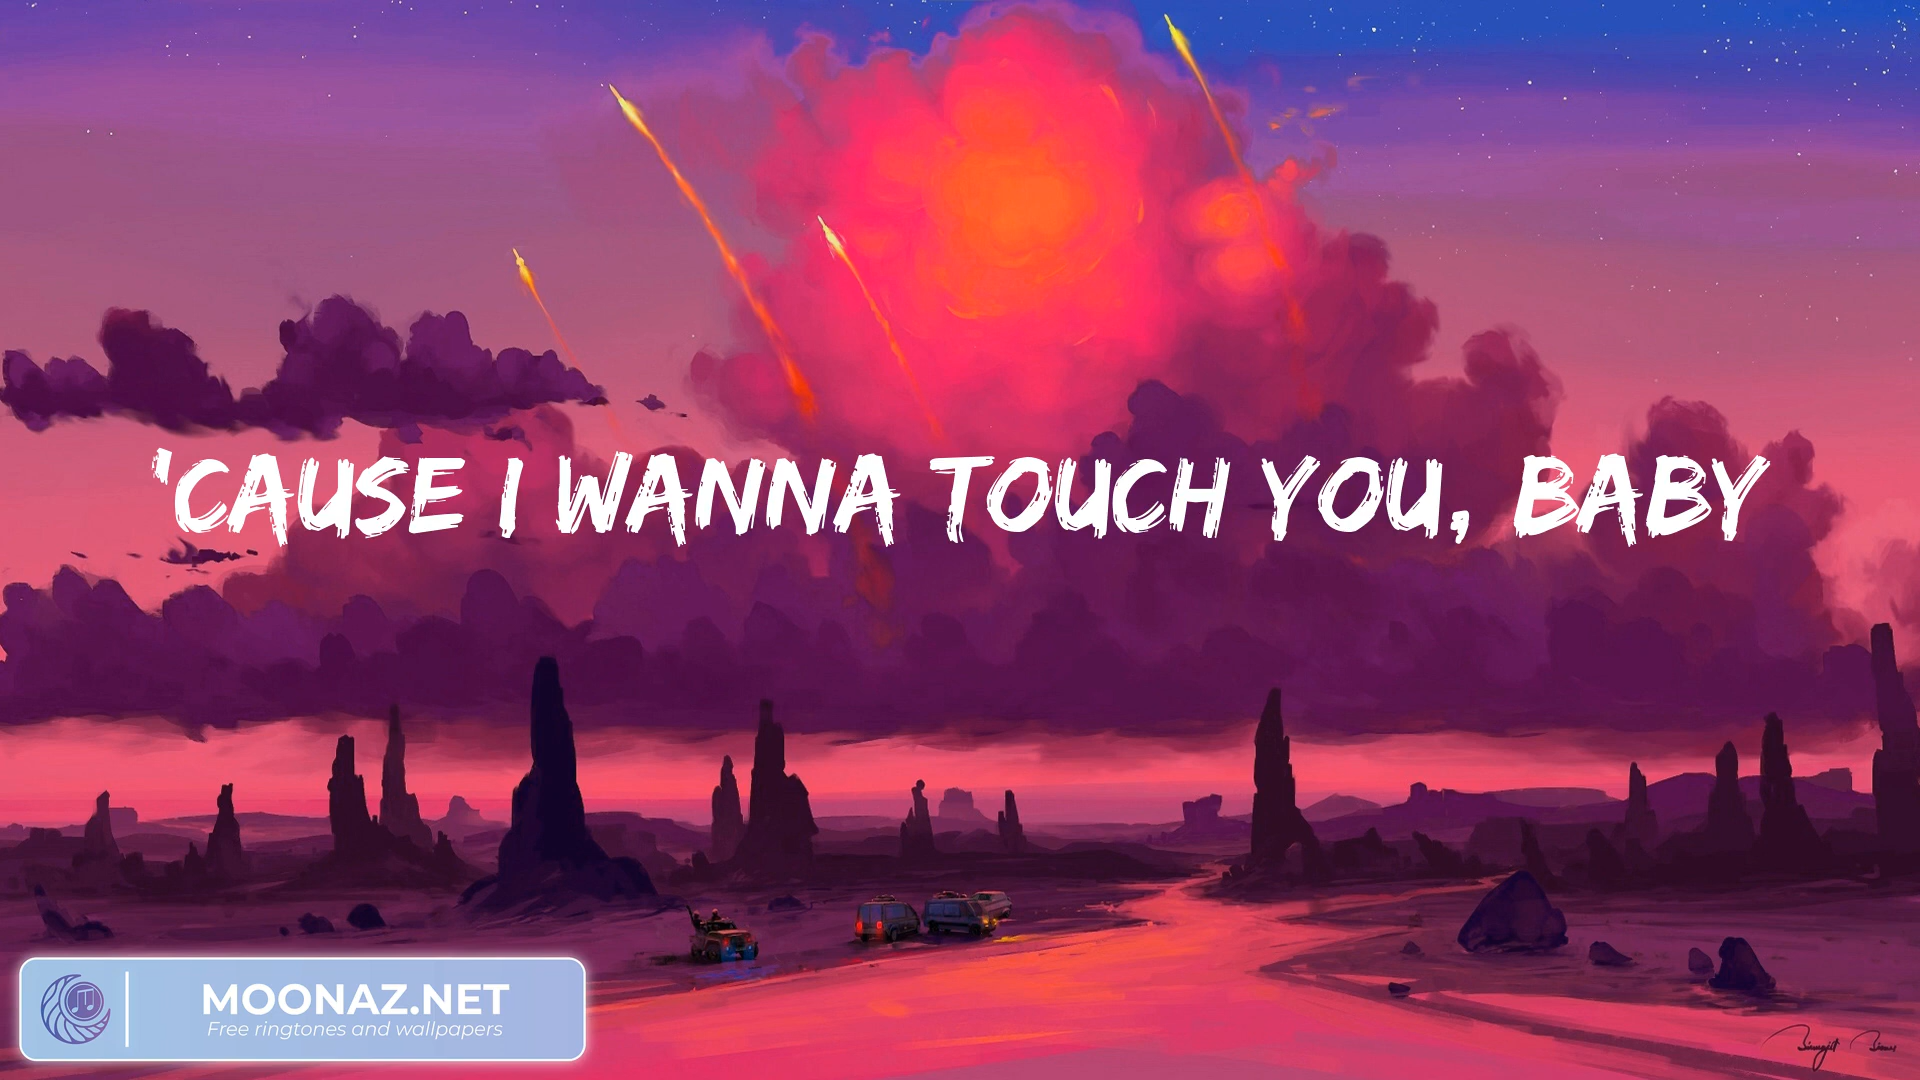 'CAUSE I WANNA TOUCH YOU, BABY
MOONAZ.NET
Free ringtones and wallpapers